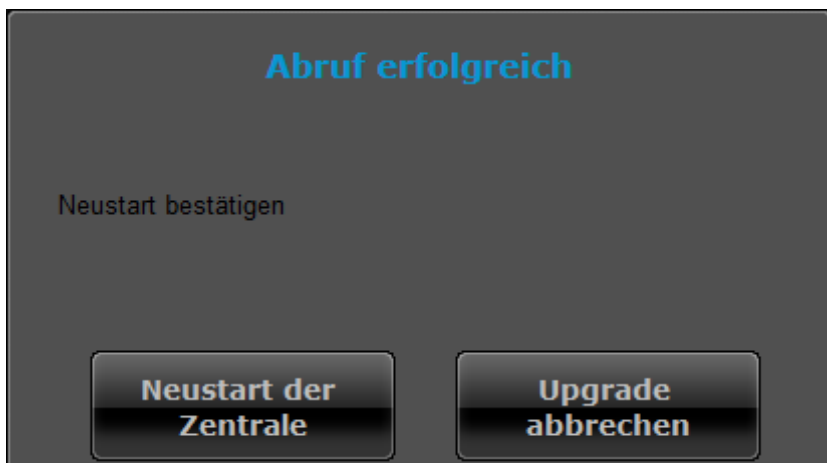 Abruf erfolgreich
Neustart bestätigen
Neustart der
Zentrale
Upgrade
abbrechen